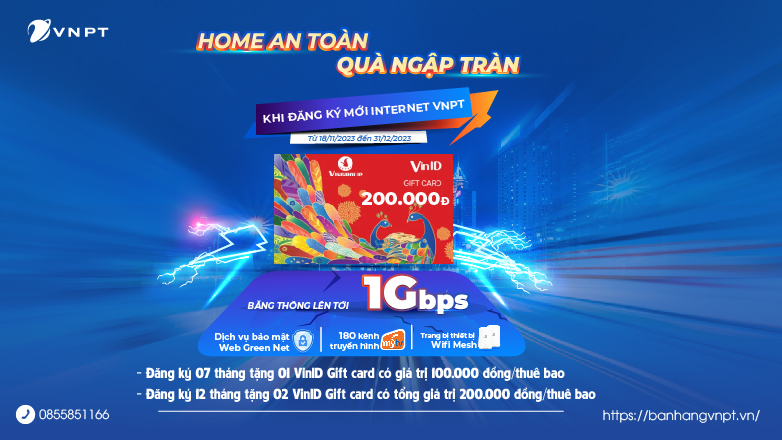 VNPT
HOME AN TOÀN
QUÀ NGẬP TRÀN
KHI ĐĂNG KÝ MỚI INTERNET VNPT
Từ 18/11/2023 đến 31/12/2023
VinID
GIFT CARD
200.000Đ
BĂNG THÔNG LÊN TỚI 1Gbps
Dịch vụ bảo mật
Web Green Net
180 kênh
truyền hình
mytv
Trang bị thiết bị
Wifi Mesh
- Đăng ký 07 tháng tặng 01 VinID Gift card có giá trị 100.000 đồng/thuê bao
- Đăng ký 12 tháng tặng 02 VinID Gift card có tổng giá trị 200.000 đồng/thuê bao
0855851166
https://banhangvnpt.vn/